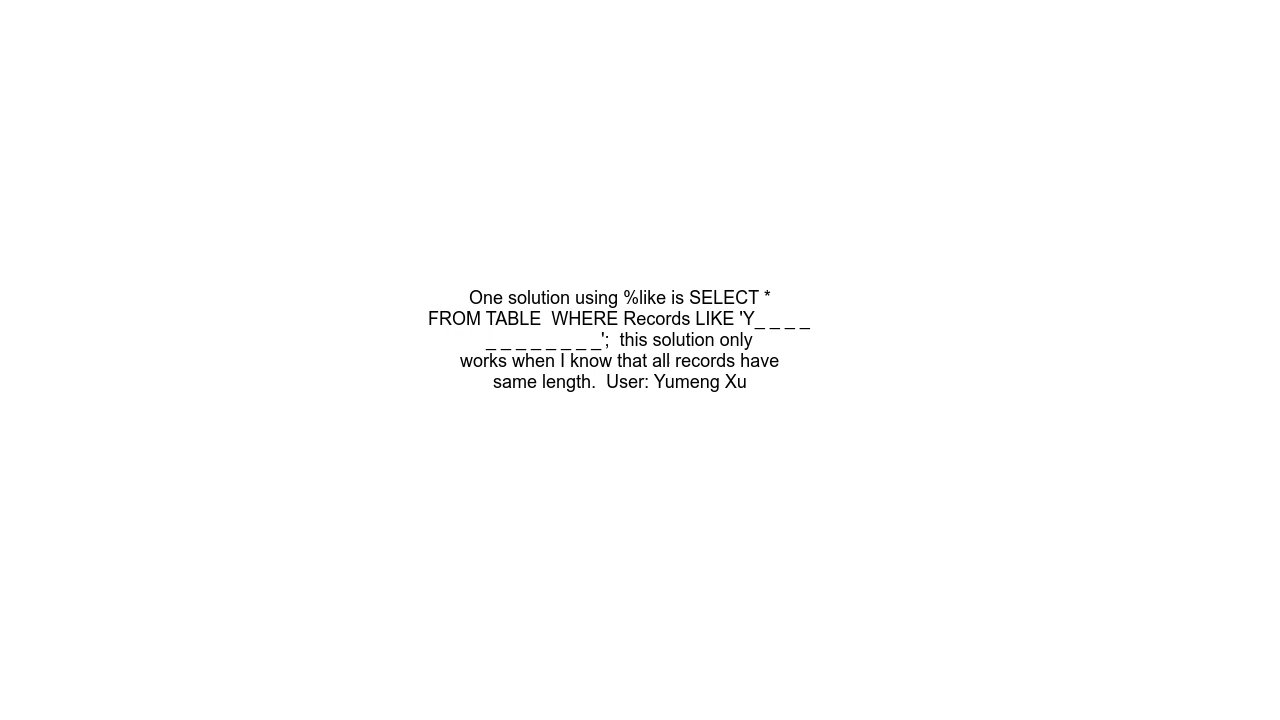 One solution using %like is SELECT *
FROM TABLE  WHERE Records LIKE 'Y_ _ _ _
_ _ _ _ _ _ _ _';  this solution only
works when I know that all records have
same length.  User: Yumeng Xu